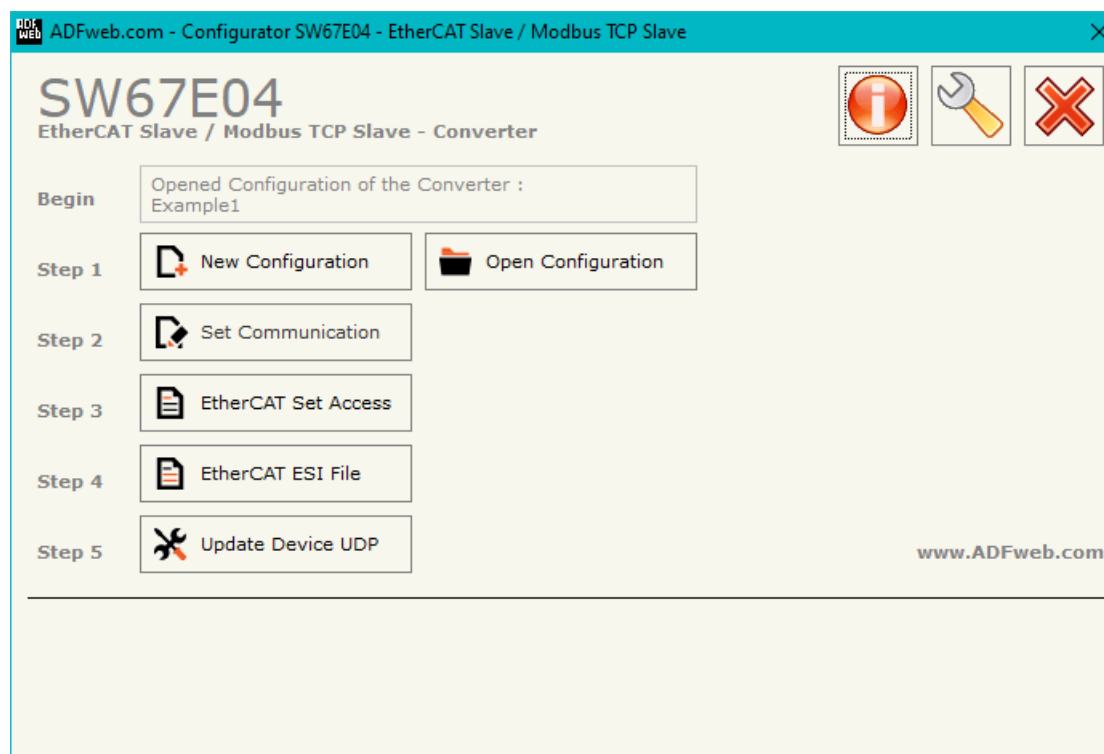 ADF
WEB
ADFweb.com - Configurator SW67E04 - EtherCAT Slave / Modbus TCP Slave
SW67E04
EtherCAT Slave / Modbus TCP Slave - Converter
Begin
Opened Configuration of the Converter :
Example1
Step 1
New Configuration
Open Configuration
Step 2
Set Communication
Step 3
EtherCAT Set Access
Step 4
EtherCAT ESI File
Step 5
Update Device UDP
www.ADFweb.com